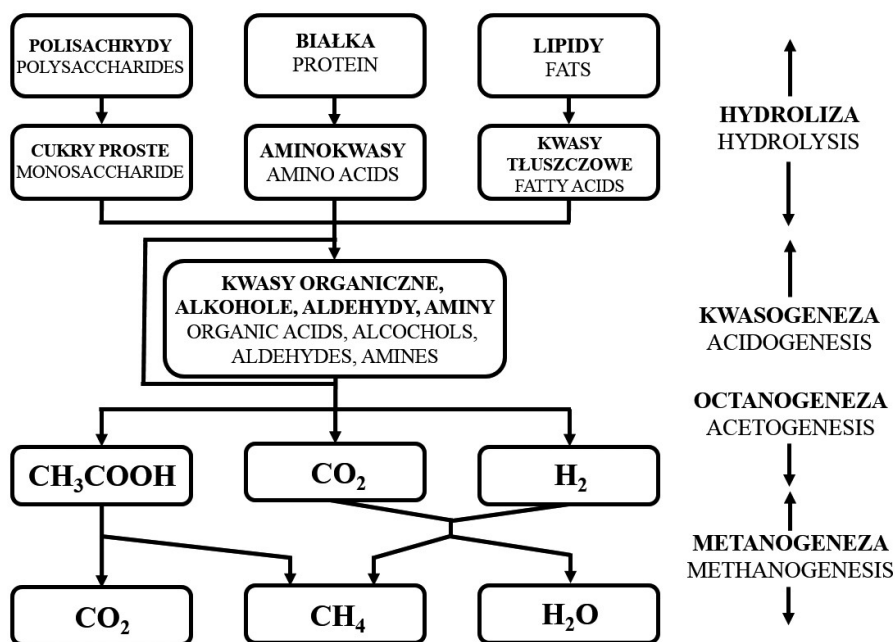 POLISACHRYDY
POLYSACCHARIDES
BIAŁKA
PROTEIN
LIPIDY
FATS
HYDROLIZA
HYDROLYSIS
CUKRY PROSTE
MONOSACCHARIDE
AMINOKWASY
AMINO ACIDS
KWASY
TŁUSZCZOWE
FATTY ACIDS
KWASY ORGANICZNE,
ALKOHOLE, ALDEHYDY, AMINY
ORGANIC ACIDS, ALCOCHOLS,
ALDEHYDES, AMINES
KWASOGENEZA
ACIDOGENESIS
OCTANOGENEZA
ACETOGENESIS
CH₃COOH
CO₂
H₂
METANOGENEZA
METHANOGENESIS
CO₂
CH₄
H₂O